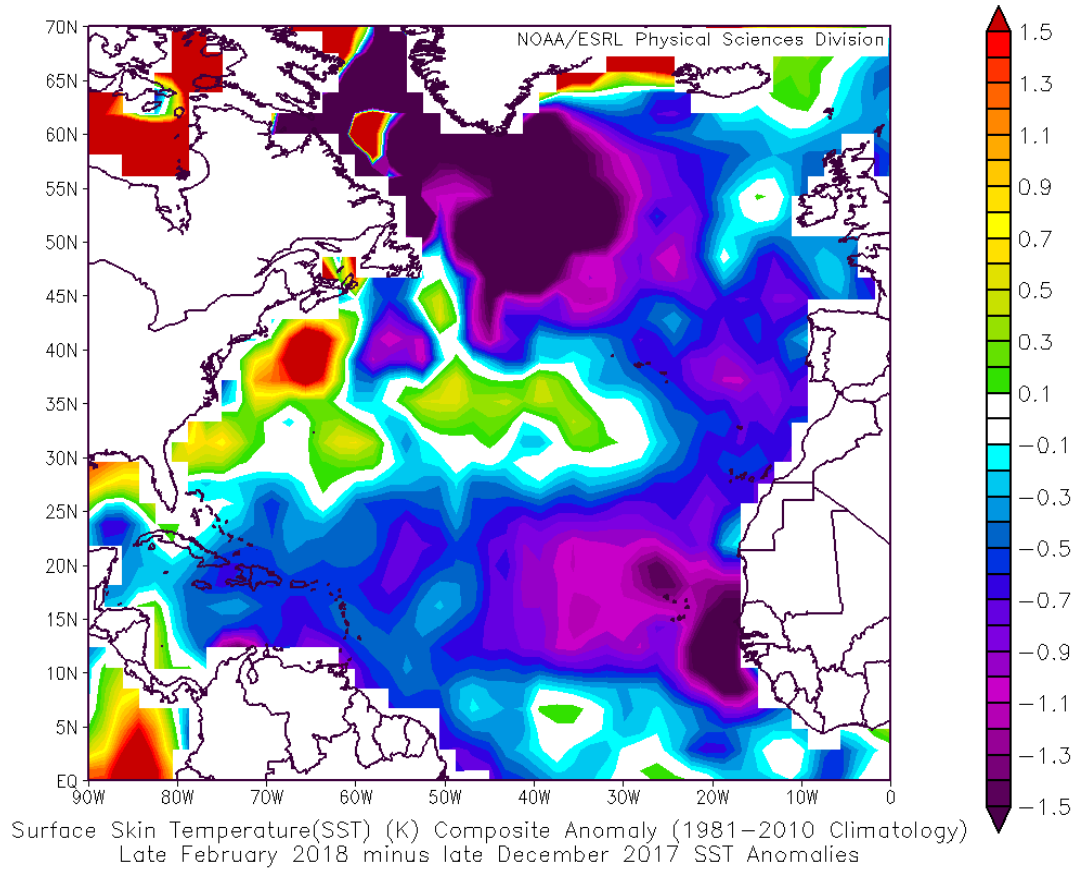 NOAA/ESRL Physical Sciences Division
70N
65N
60N
55N
50N
45N
40N
35N
30N
25N
20N
15N
10N
5N
EQ
90W 80W 70W 60W 50W 40W 30W 20W 10W 0
1.5
1.3
1.1
0.9
0.7
0.5
0.3
0.1
−0.1
−0.3
−0.5
−0.7
−0.9
−1.1
−1.3
−1.5
Surface Skin Temperature(SST) (K) Composite Anomaly (1981−2010 Climatology)
Late February 2018 minus late December 2017 SST Anomalies